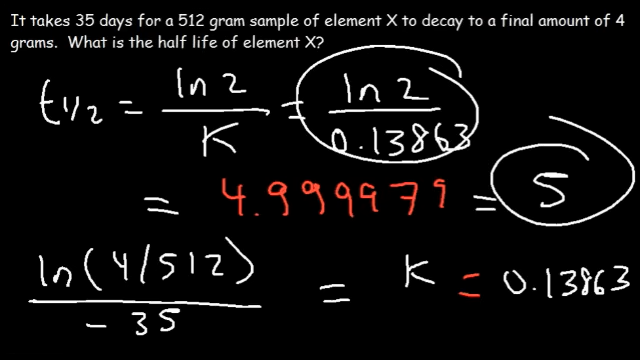 It takes 35 days for a 512 gram sample of element X to decay to a final amount of 4
grams. What is the half life of element X?
t1/2 = ln 2 / K = ln 2 / 0.13863
= 4.999979 = 5
ln(4/512) / -35 = K = 0.13863